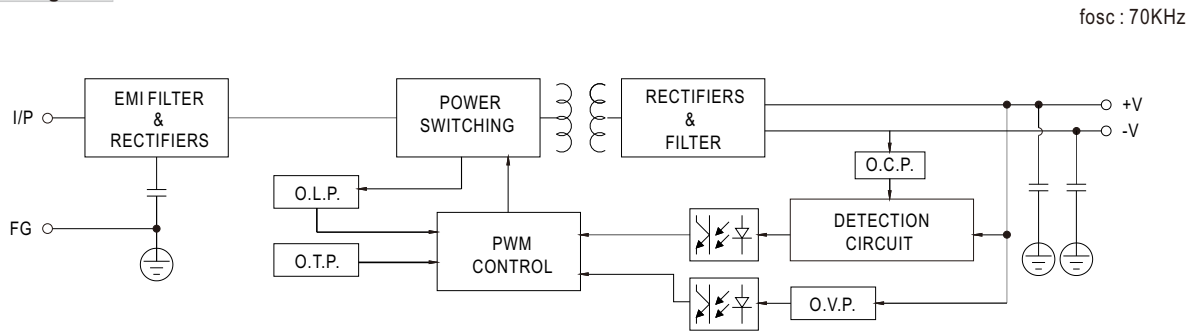 fosc : 70KHz
I/P
EMI FILTER
&
RECTIFIERS
POWER
SWITCHING
RECTIFIERS
&
FILTER
+V
-V
O.C.P.
O.L.P.
FG
PWM
CONTROL
DETECTION
CIRCUIT
O.T.P.
O.V.P.